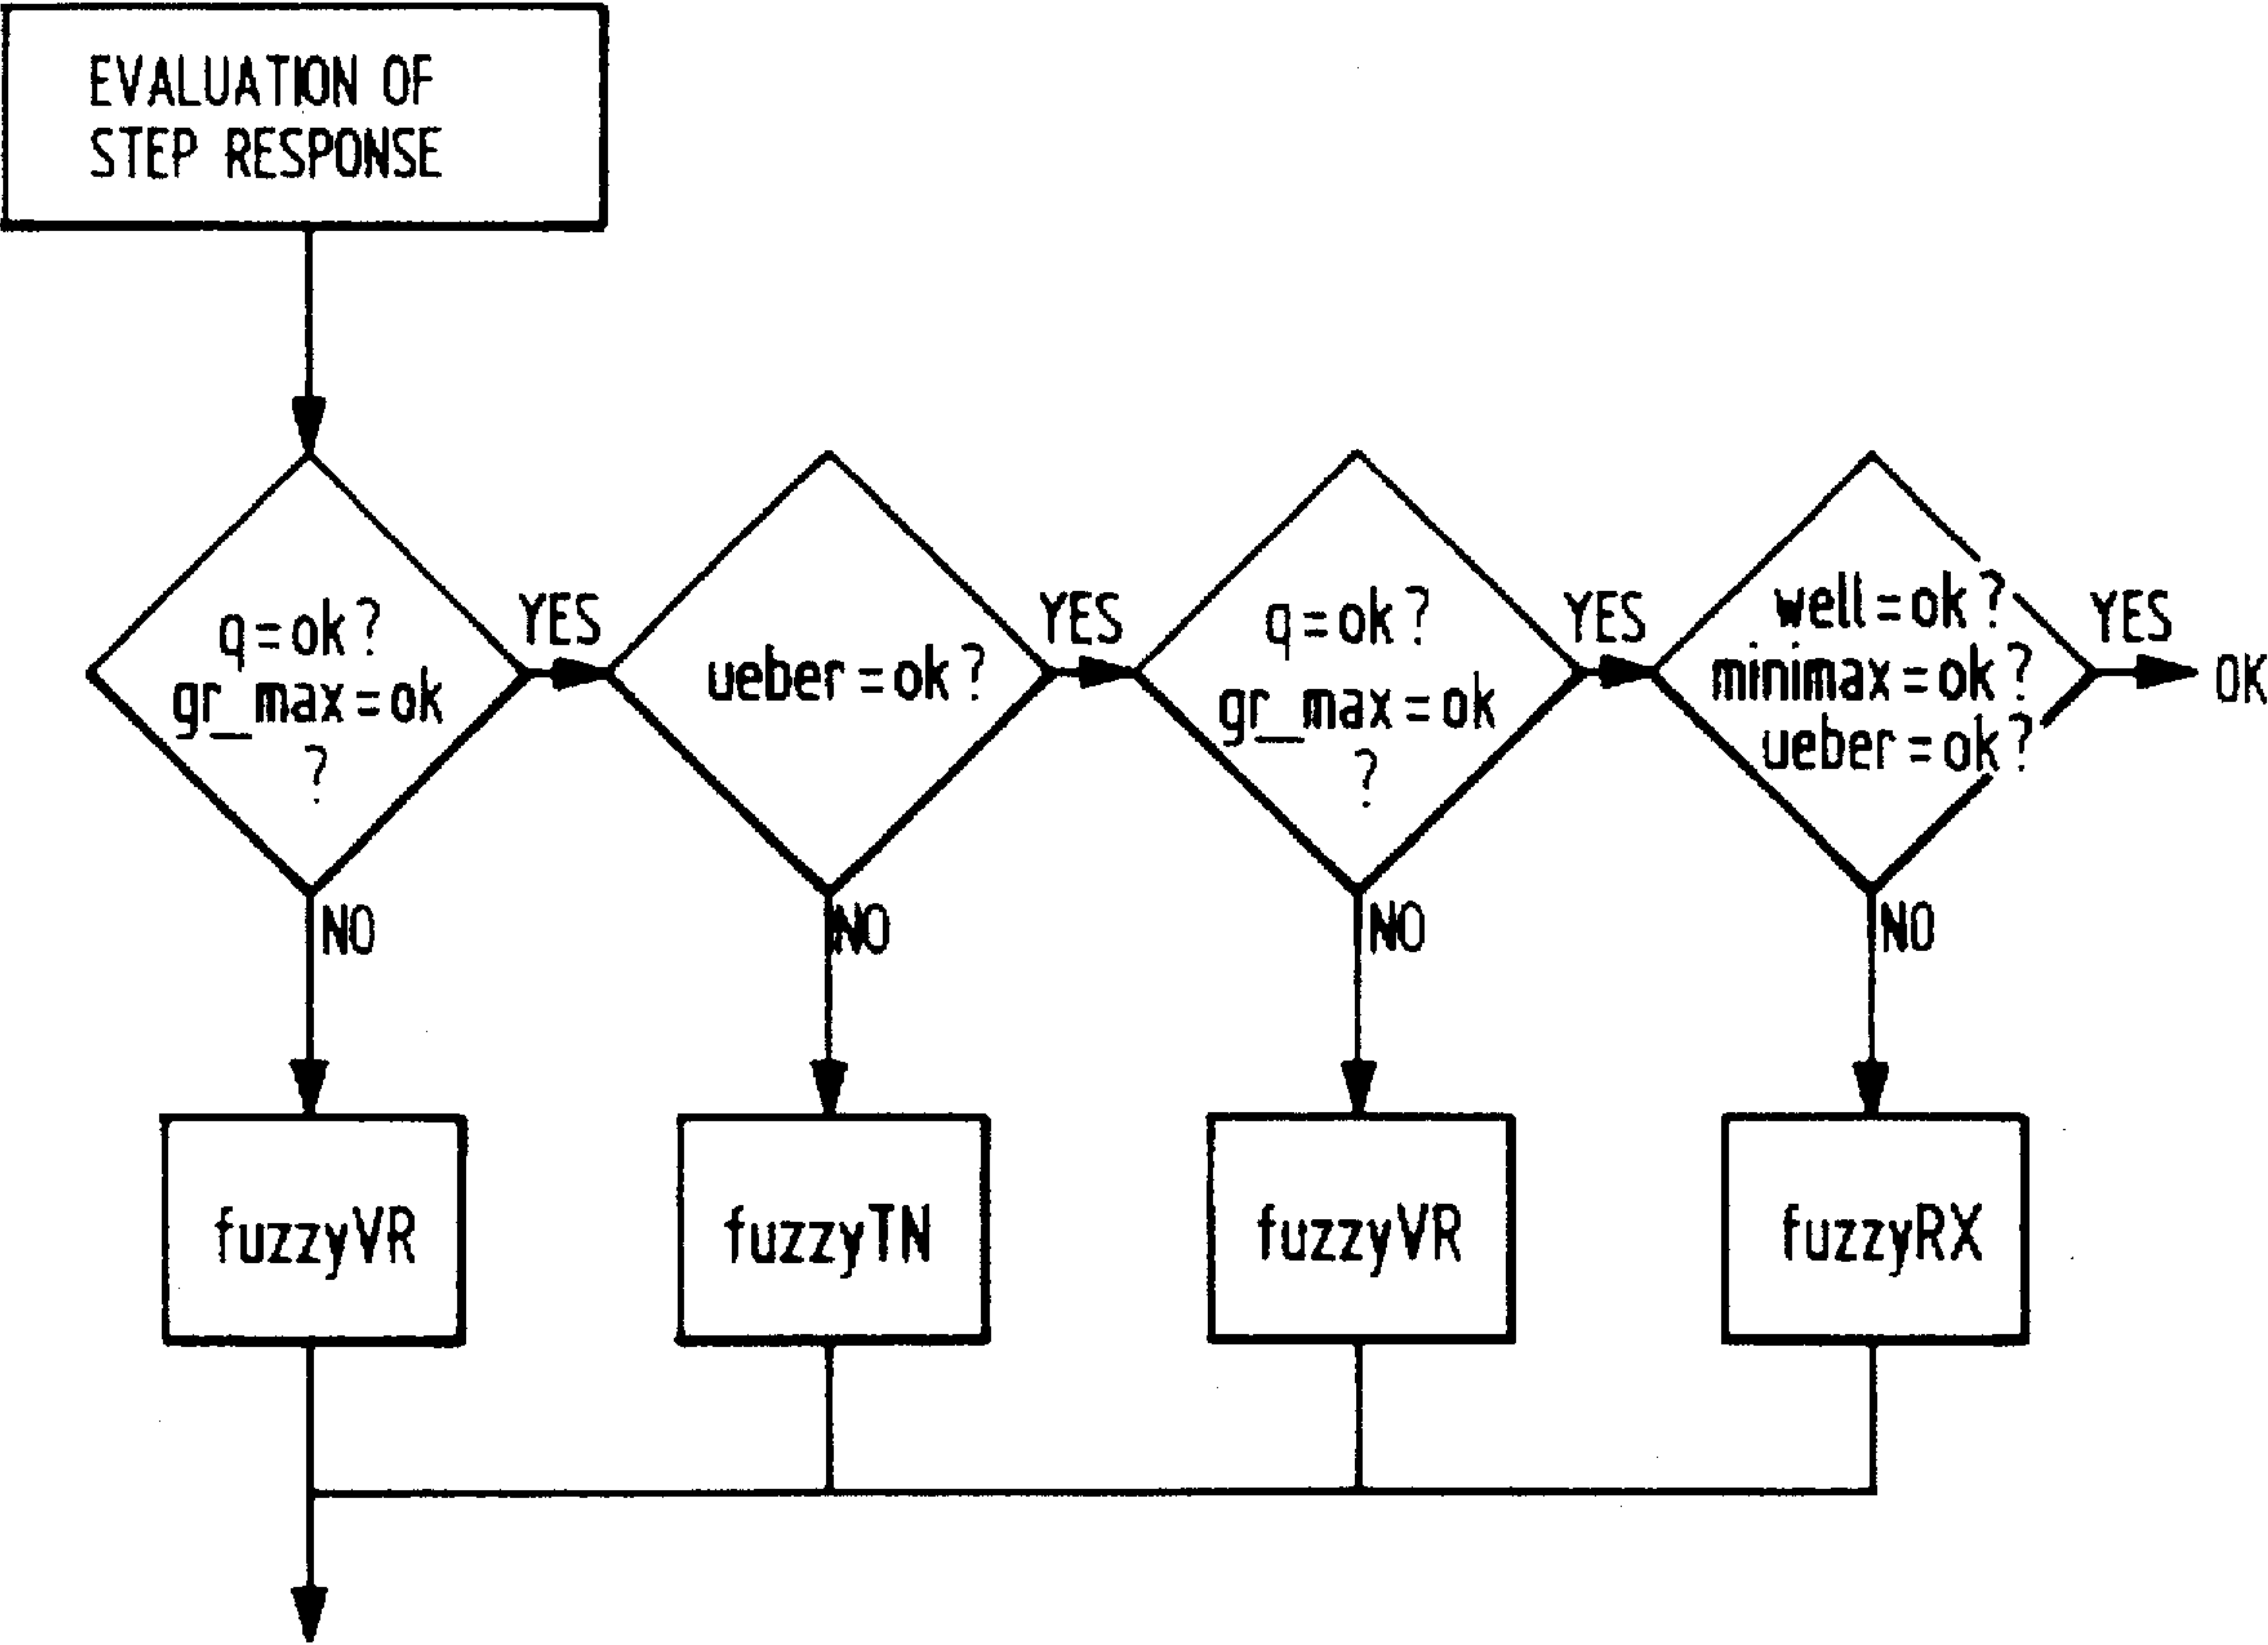 EVALUATION OF
STEP RESPONSE
q=ok?
gr_max=ok
?
YES
NO
ueber=ok?
YES
NO
q=ok?
gr_max=ok
?
YES
NO
well=ok?
minimax=ok?
ueber=ok?
YES
OK
NO
fuzzyVR
fuzzyTN
fuzzyVR
fuzzyRX